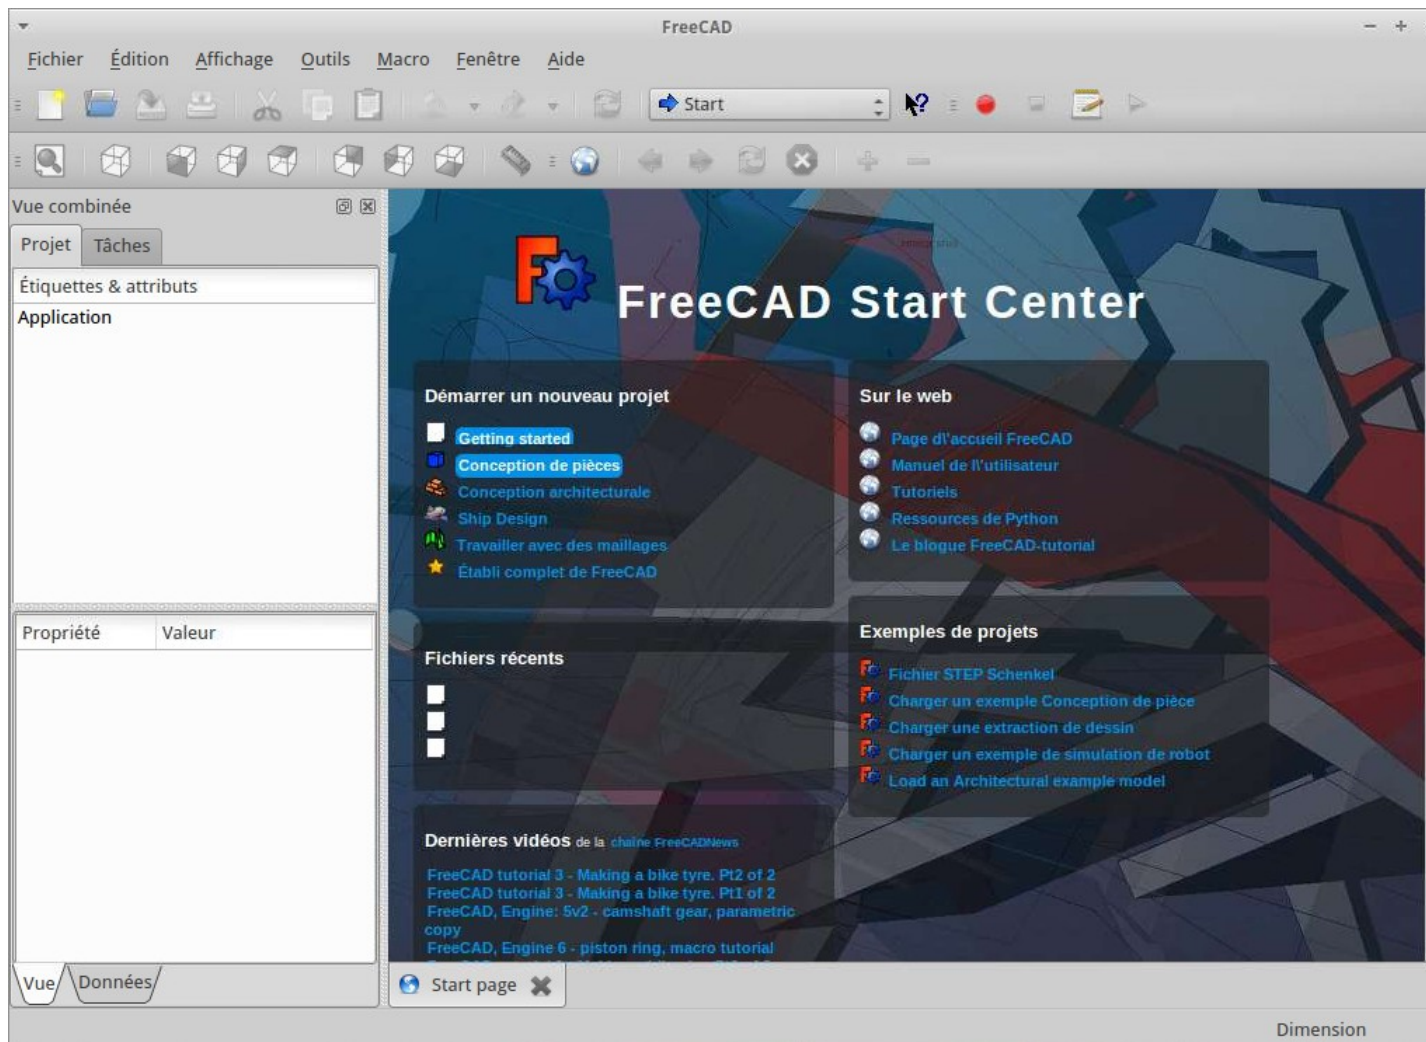 FreeCAD
Fichier Édition Affichage Outils Macro Fenêtre Aide
Start
Vue combinée
Projet Tâches
Étiquettes & attributs
Application
Propriété Valeur
Vue Données
FreeCAD Start Center
Démarrer un nouveau projet
Getting started
Conception de pièces
Conception architecturale
Ship Design
Travailler avec des maillages
Établi complet de FreeCAD
Fichiers récents
Dernières vidéos de la chaîne FreeCADNews
FreeCAD tutorial 3 - Making a bike tyre. Pt2 of 2
FreeCAD tutorial 3 - Making a bike tyre. Pt1 of 2
FreeCAD, Engine: 5v2 - camshaft gear, parametric
copy
FreeCAD, Engine 6 - piston ring, macro tutorial
Sur le web
Page d\'accueil FreeCAD
Manuel de l\'utilisateur
Tutoriels
Ressources de Python
Le blogue FreeCAD-tutorial
Exemples de projets
Fichier STEP Schenkel
Charger un exemple Conception de pièce
Charger une extraction de dessin
Charger un exemple de simulation de robot
Load an Architectural example model
Start page
Dimension